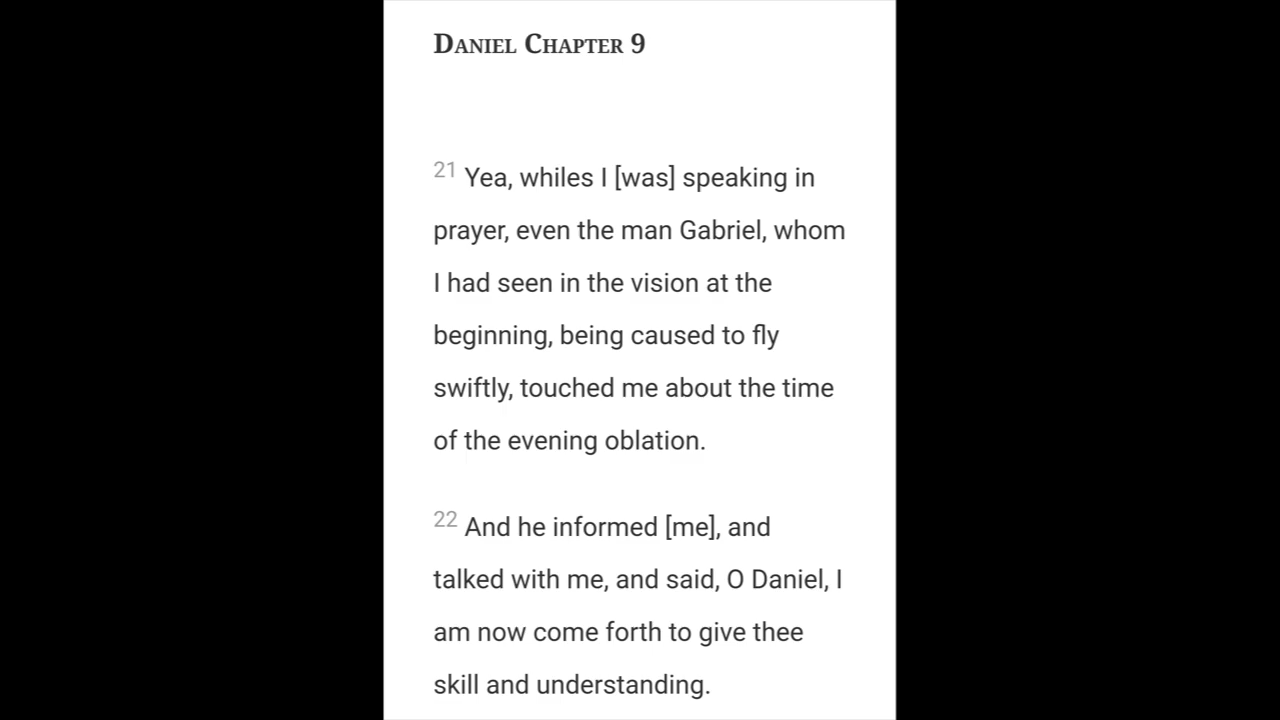 Daniel Chapter 9
21 Yea, whiles I [was] speaking in
prayer, even the man Gabriel, whom
I had seen in the vision at the
beginning, being caused to fly
swiftly, touched me about the time
of the evening oblation.
22 And he informed [me], and
talked with me, and said, O Daniel, I
am now come forth to give thee
skill and understanding.